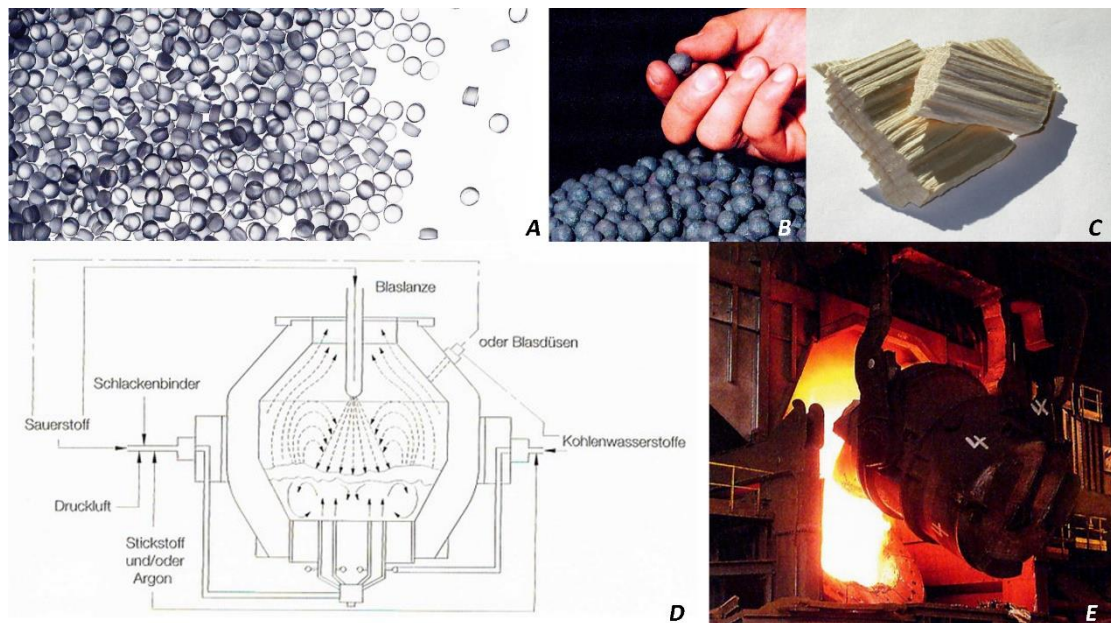 A
B
C
Blaslanze
oder Blasdüsen
Schlackenbinder
Sauerstoff
Kohlenwasserstoffe
Druckluft
Stickstoff
und/oder
Argon
D
E